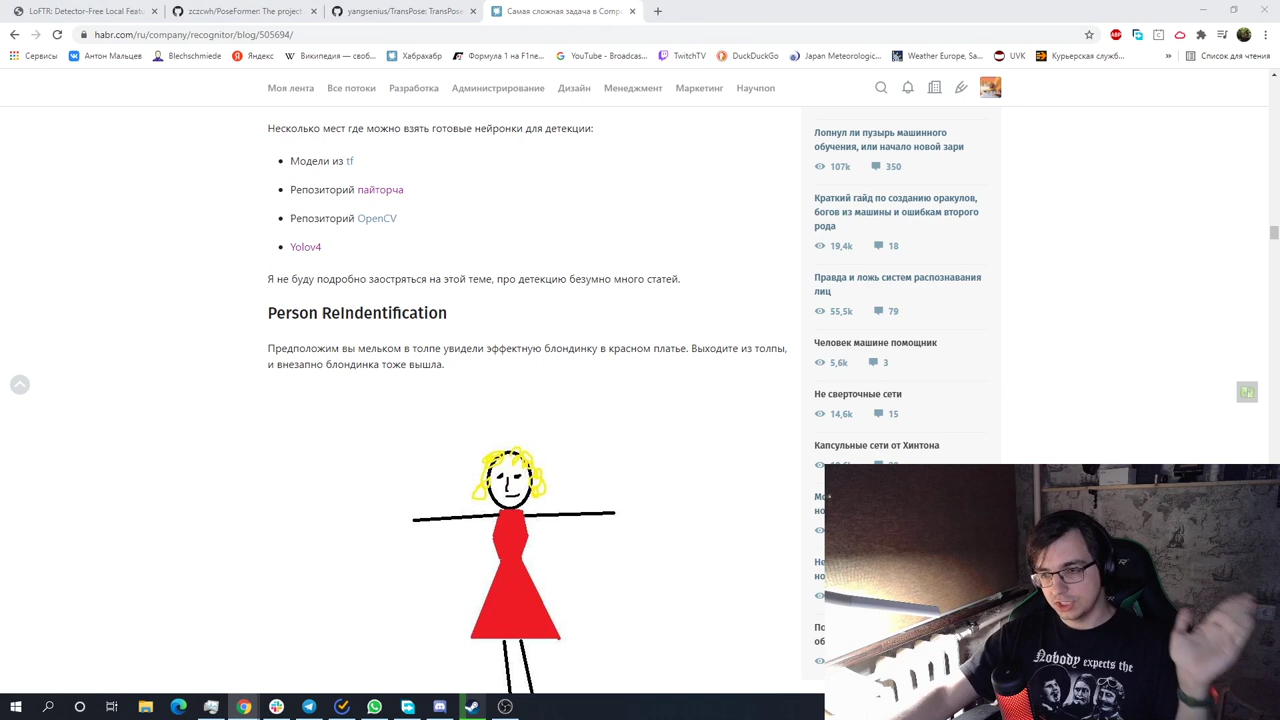 LoFTR: Detector-Free Local Featu
zczcwh/PoseFormer: The project
yangsenius/TransPose: TransPose
Самая сложная задача в Comp
habr.com/ru/company/recognitor/blog/505694/
Сервисы
Антон Мальцев
Blechschmiede
Яндекс
Википедия — своб...
Хабрахабр
Формула 1 на F1ne...
YouTube - Broadcas...
TwitchTV
DuckDuckGo
Japan Meteorologic...
Weather Europe, Sa...
UVK
Курьерская служб...
»
Список для чтения
Моя лента
Все потоки
Разработка
Администрирование
Дизайн
Менеджмент
Маркетинг
Научпоп
Несколько мест где можно взять готовые нейронки для детекции:
Модели из tf
Репозиторий пайторча
Репозиторий OpenCV
Yolov4
Я не буду подробно заостряться на этой теме, про детекцию безумно много статей.
Person ReIndentification
Предположим вы мельком в толпе увидели эффектную блондинку в красном платье. Выходите из толпы,
и внезапно блондинка тоже вышла.
Лопнул ли пузырь машинного
обучения, или начало новой зари
107k 350
Краткий гайд по созданию оракулов,
богов из машины и ошибкам второго
рода
19,4k 18
Правда и ложь систем распознавания
лиц
55,5k 79
Человек машине помощник
5,6k 3
Не сверточные сети
14,6k 15
Капсульные сети от Хинтона
Nobody expects the